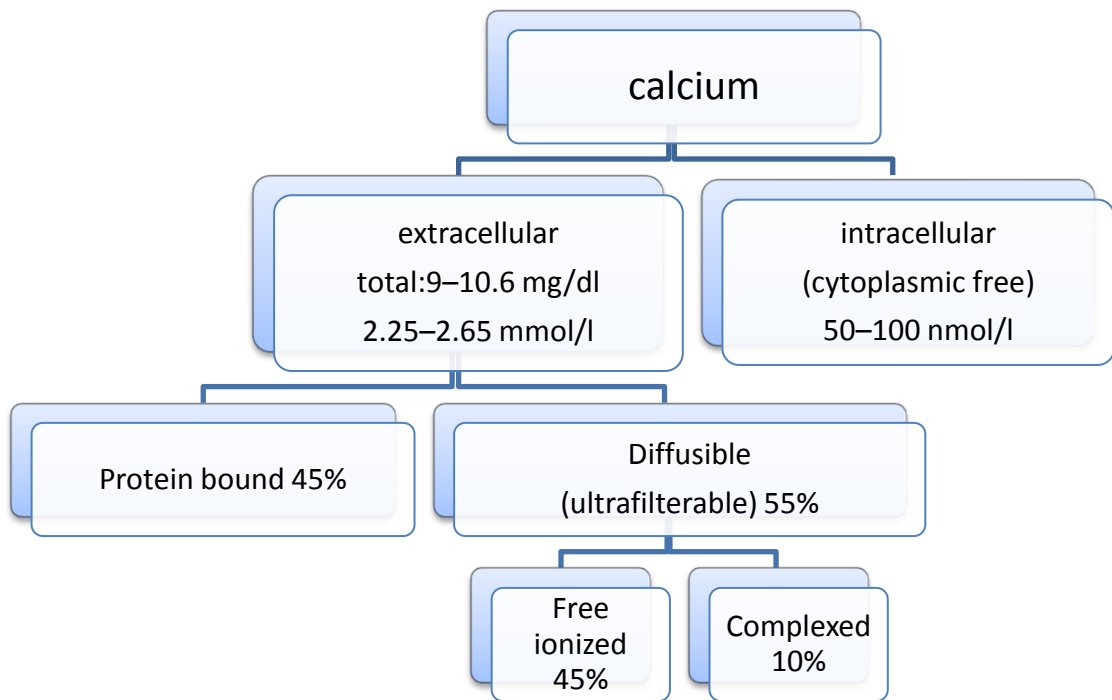 calcium
extracellular
total:9–10.6 mg/dl
2.25–2.65 mmol/l
intracellular
(cytoplasmic free)
50–100 nmol/l
Protein bound 45%
Diffusible
(ultrafilterable) 55%
Free
ionized
45%
Complexed
10%